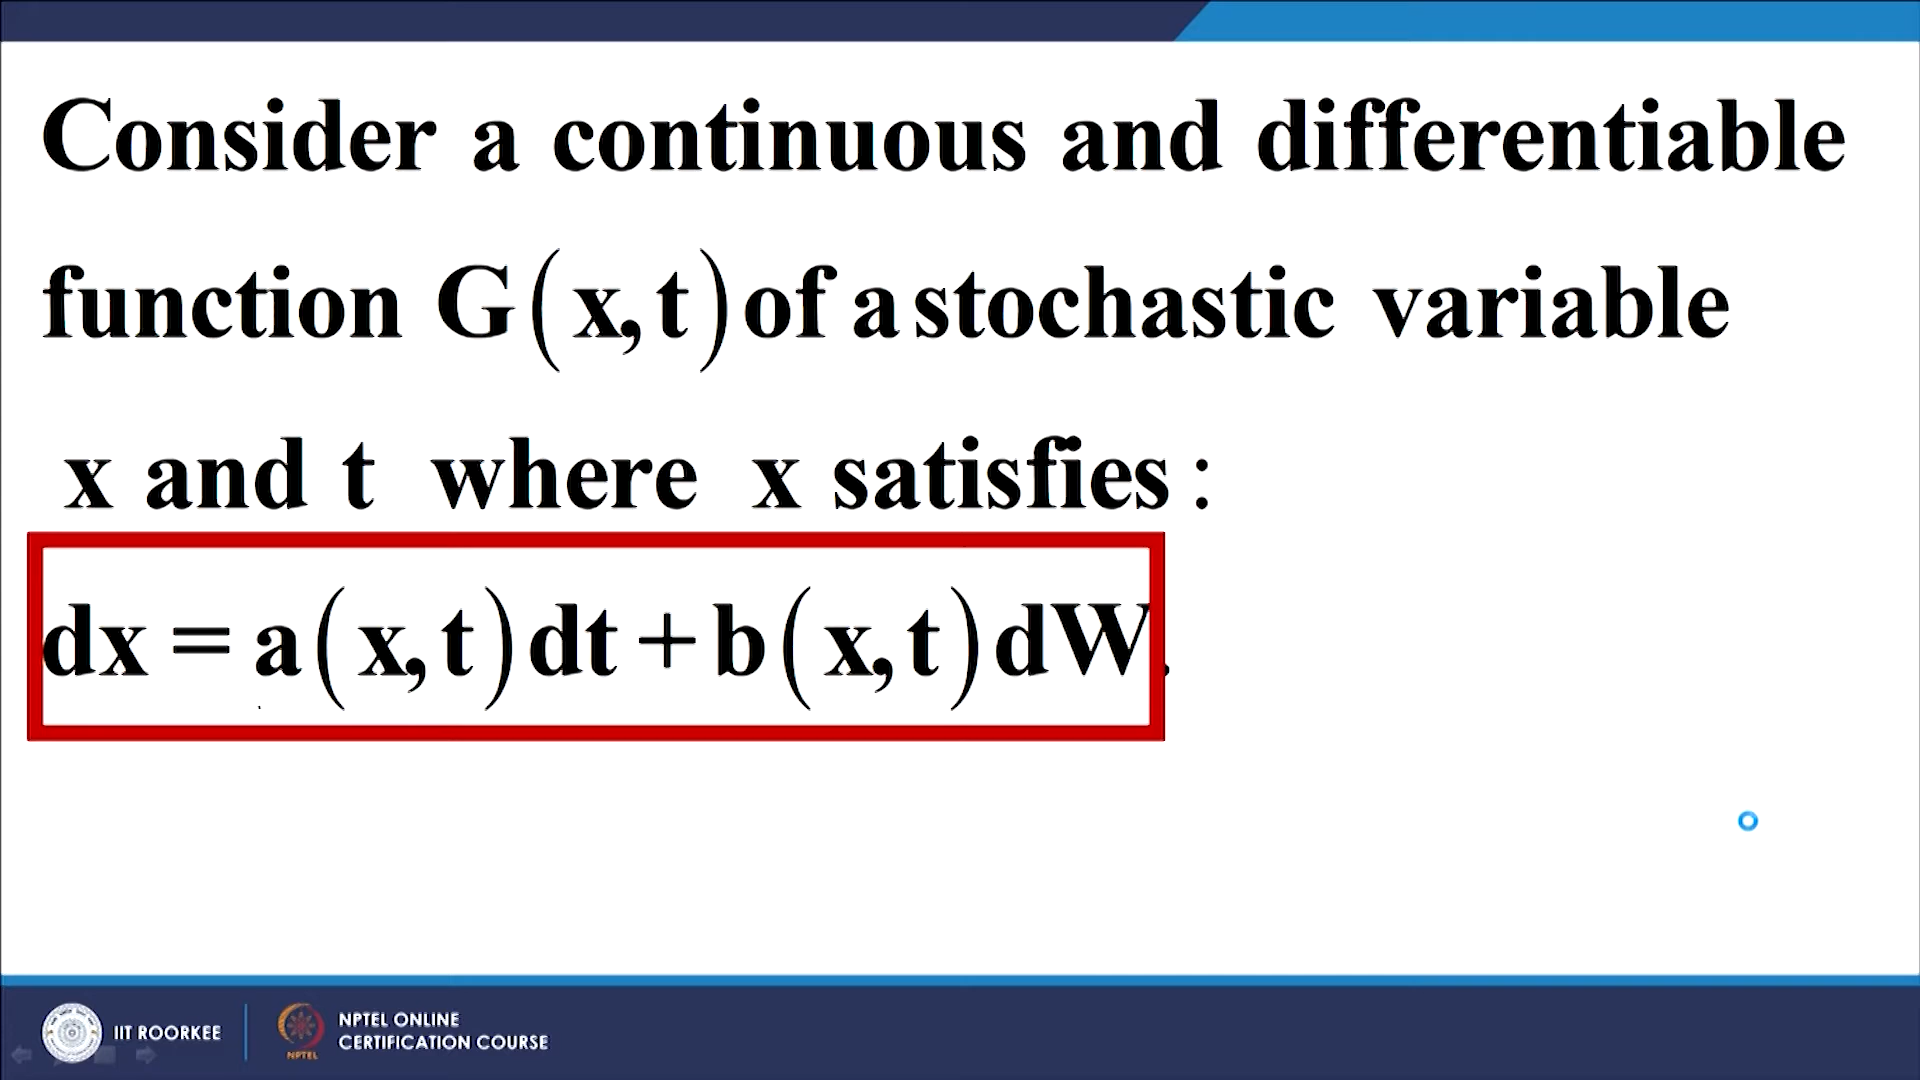 Consider a continuous and differentiable
function G(x,t) of a stochastic variable
x and t where x satisfies :
dx = a(x,t)dt + b(x,t)dW.
IIT ROORKEE
NPTEL
NPTEL ONLINE
CERTIFICATION COURSE